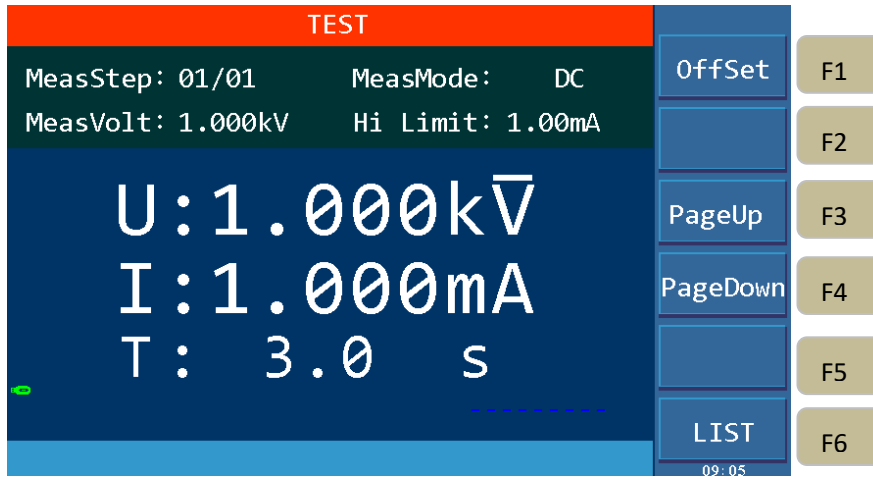 TEST
MeasStep: 01/01 MeasMode: DC
MeasVolt: 1.000kV Hi Limit: 1.00mA
U:1.000kV̅
I:1.000mA
T: 3.0 s
---------
OffSet
PageUp
PageDown
LIST
09:05
F1
F2
F3
F4
F5
F6